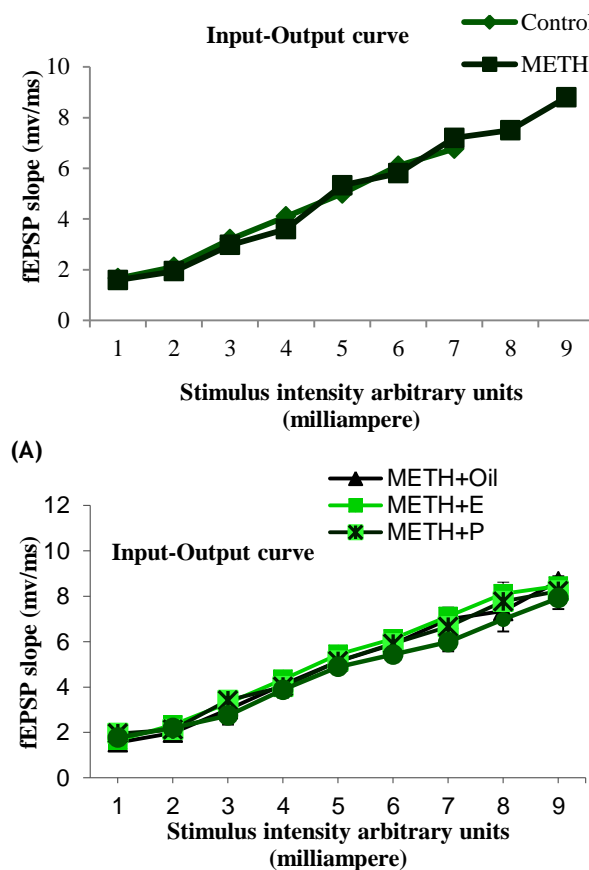 Control
Input-Output curve
METH
10
8
6
4
2
0
fEPSP slope (mv/ms)
1 2 3 4 5 6 7 8 9
Stimulus intensity arbitrary units
(milliampere)
(A)
METH+Oil
METH+E
METH+P
Input-Output curve
12
10
8
6
4
2
0
fEPSP slope (mv/ms)
1 2 3 4 5 6 7 8 9
Stimulus intensity arbitrary units
(milliampere)